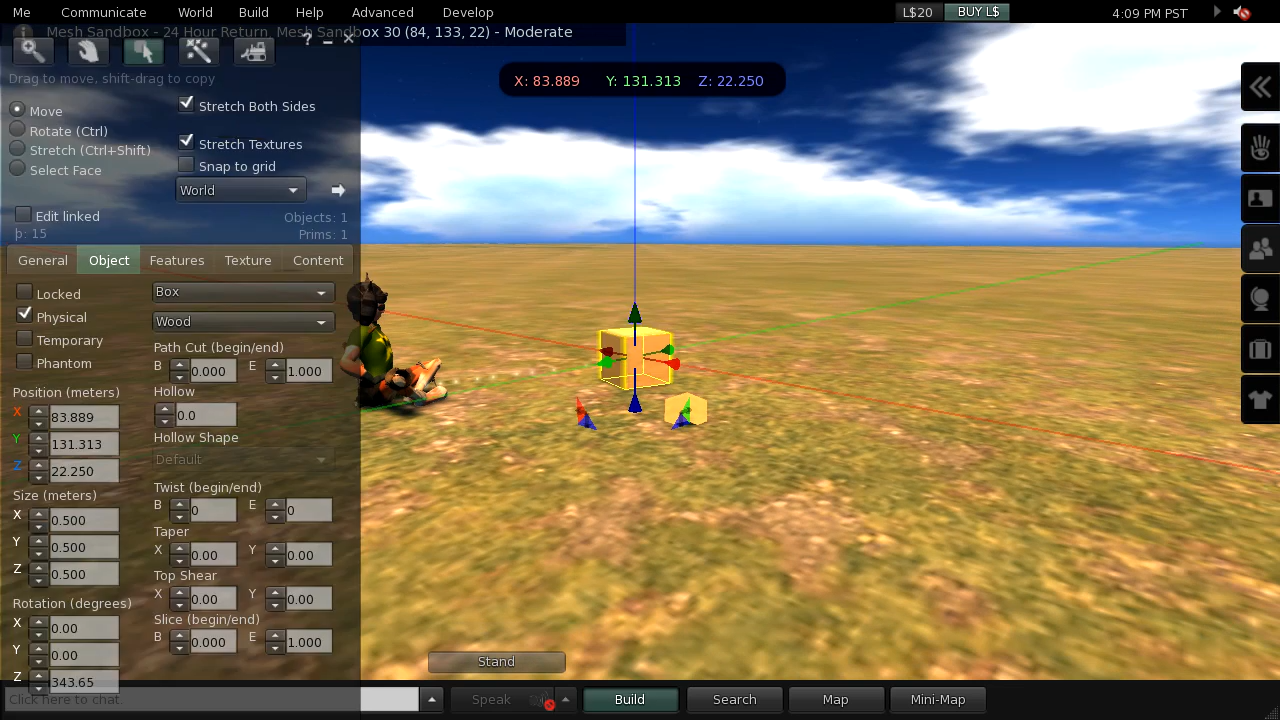 Me Communicate World Build Help Advanced Develop L$20 BUY L$ 4:09 PM PST
Mesh Sandbox - 24 Hour Return, Mesh Sandbox 30 (84, 133, 22) - Moderate
? _ ×
Drag to move, shift-drag to copy
X: 83.889 Y: 131.313 Z: 22.250
Move
Rotate (Ctrl)
Stretch (Ctrl+Shift)
Select Face
Stretch Both Sides
Stretch Textures
Snap to grid
World
Edit linked
Objects: 1
þ: 15
Prims: 1
General Object Features Texture Content
Locked
Physical
Temporary
Phantom
Position (meters)
X 83.889
Y 131.313
Z 22.250
Size (meters)
X 0.500
Y 0.500
Z 0.500
Rotation (degrees)
X 0.00
Y 0.00
Z 343.65
Box
Wood
Path Cut (begin/end)
B 0.000 E 1.000
Hollow
0.0
Hollow Shape
Default
Twist (begin/end)
B 0 E 0
Taper
X 0.00 Y 0.00
Top Shear
X 0.00 Y 0.00
Slice (begin/end)
B 0.000 E 1.000
Stand
Click here to chat.
Speak Build Search Map Mini-Map